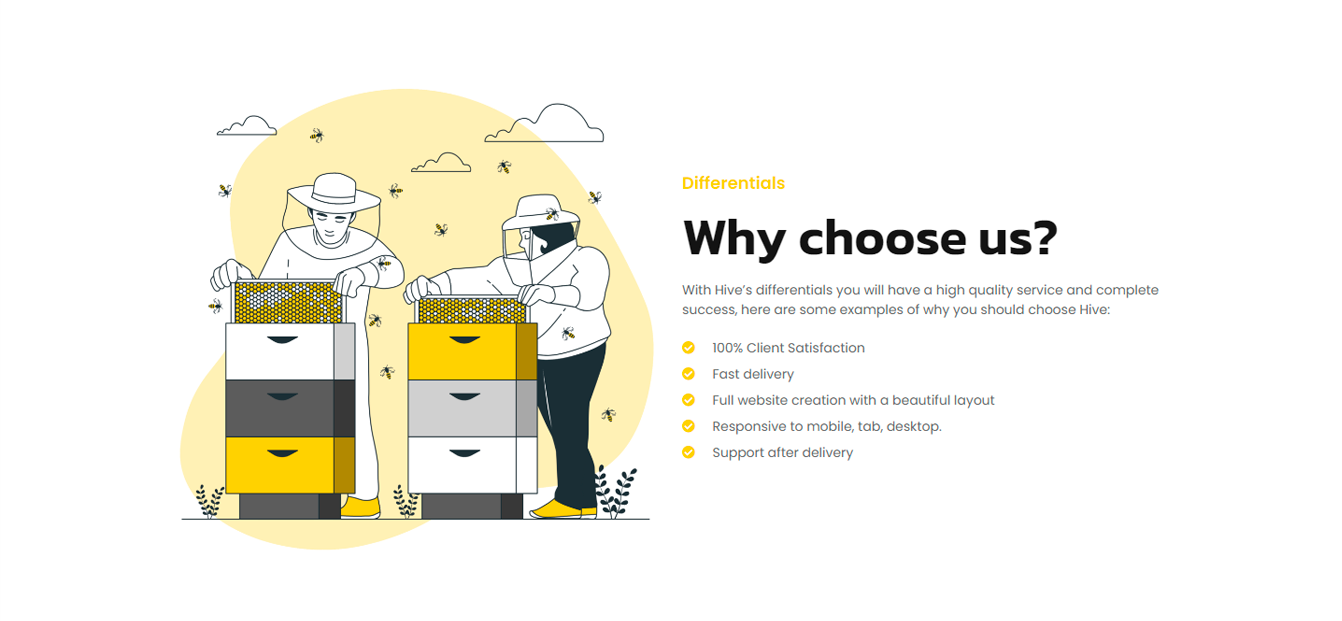 Differentials
Why choose us?
With Hive’s differentials you will have a high quality service and complete
success, here are some examples of why you should choose Hive:
100% Client Satisfaction
Fast delivery
Full website creation with a beautiful layout
Responsive to mobile, tab, desktop.
Support after delivery